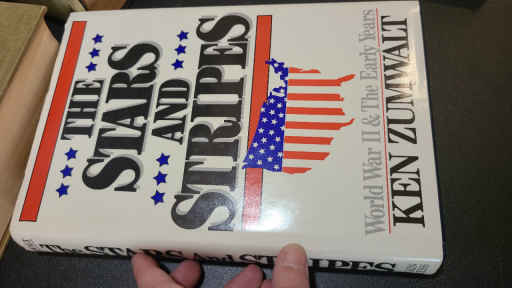 THE
STARS
AND
STRIPES
World War II & The Early Years
KEN ZUMWALT
The STARS And STRIPES